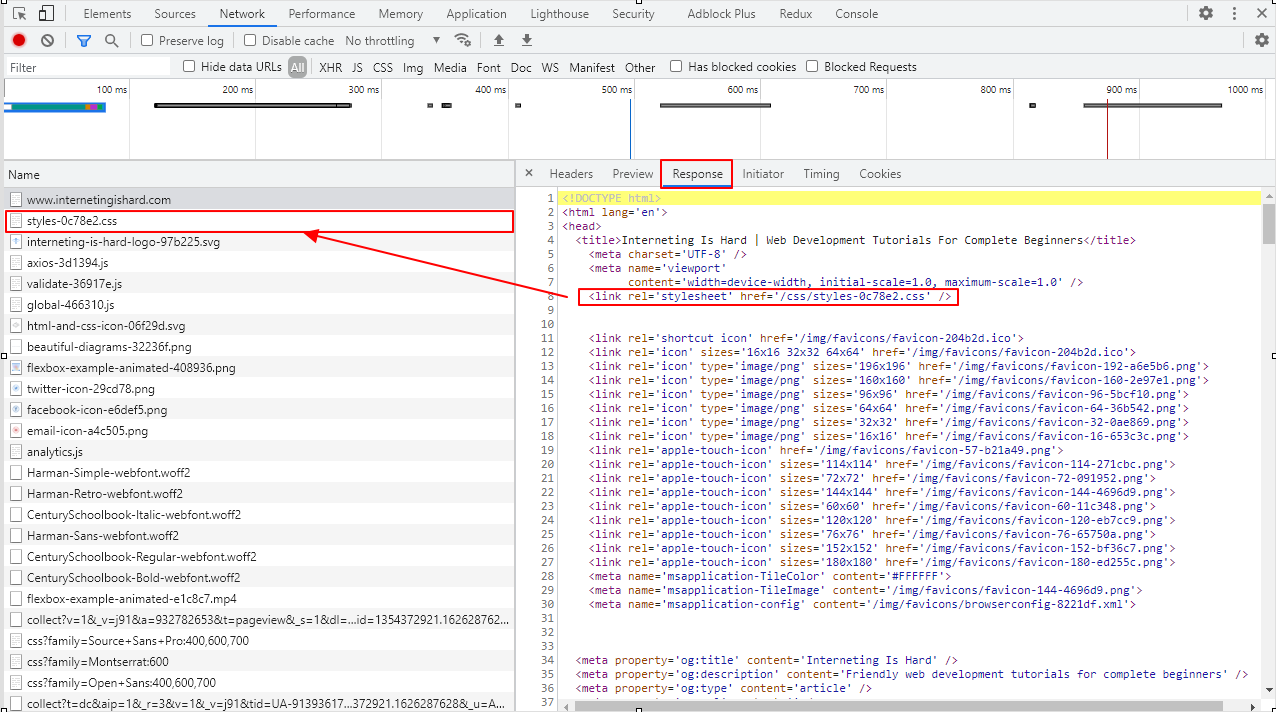 Elements Sources Network Performance Memory Application Lighthouse Security Adblock Plus Redux Console
Preserve log Disable cache No throttling
Filter Hide data URLs All XHR JS CSS Img Media Font Doc WS Manifest Other Has blocked cookies Blocked Requests
100 ms 200 ms 300 ms 400 ms 500 ms 600 ms 700 ms 800 ms 900 ms 1000 ms
Name
www.internetingishard.com
styles-0c78e2.css
interneting-is-hard-logo-97b225.svg
axios-3d1394.js
validate-36917e.js
global-403310.js
html-and-css-icon-06f29d.svg
beautiful-diagrams-32236f.png
flexbox-example-animated-408936.png
twitter-icon-29cd78.png
facebook-icon-e6def5.png
email-icon-a4c505.png
analytics.js
Harman-Simple-webfont.woff2
Harman-Retro-webfont.woff2
CenturySchoolbook-Italic-webfont.woff2
Harman-Sans-webfont.woff2
CenturySchoolbook-Regular-webfont.woff2
CenturySchoolbook-Bold-webfont.woff2
flexbox-example-animated-e1c8c7.mp4
css?family=Source+Sans+Pro:400,600,700
css?family=Montserrat:600
css?family=Open+Sans:400,600,700
Headers Preview Response Initiator Timing Cookies
1 <!DOCTYPE html>
2 <html lang='en'>
3 <head>
4 <title>Interneting Is Hard | Web Development Tutorials For Complete Beginners</title>
5 <meta charset='UTF-8' />
6 <meta name='viewport'
7 content='width=device-width, initial-scale=1.0, maximum-scale=1.0' />
8 <link rel='stylesheet' href='/css/styles-0c78e2.css' />
9
10
11 <link rel='shortcut icon' href='/img/favicons/favicon-204b2d.ico'>
12 <link rel='icon' sizes='16x16 32x32 64x64' href='/img/favicons/favicon-204b2d.ico'>
13 <link rel='icon' type='image/png' sizes='196x196' href='/img/favicons/favicon-192-a6e5b6.png'>
14 <link rel='icon' type='image/png' sizes='160x160' href='/img/favicons/favicon-160-2e97e1.png'>
15 <link rel='icon' type='image/png' sizes='96x96' href='/img/favicons/favicon-96-5bcf10.png'>
16 <link rel='icon' type='image/png' sizes='64x64' href='/img/favicons/favicon-64-36b542.png'>
17 <link rel='icon' type='image/png' sizes='32x32' href='/img/favicons/favicon-32-0ae869.png'>
18 <link rel='icon' type='image/png' sizes='16x16' href='/img/favicons/favicon-16-653c3c.png'>
19 <link rel='apple-touch-icon' href='/img/favicons/favicon-57-b21a49.png'>
20 <link rel='apple-touch-icon' sizes='114x114' href='/img/favicons/favicon-114-271cbc.png'>
21 <link rel='apple-touch-icon' sizes='72x72' href='/img/favicons/favicon-72-091952.png'>
22 <link rel='apple-touch-icon' sizes='144x144' href='/img/favicons/favicon-144-4696d9.png'>
23 <link rel='apple-touch-icon' sizes='60x60' href='/img/favicons/favicon-60-11c348.png'>
24 <link rel='apple-touch-icon' sizes='120x120' href='/img/favicons/favicon-120-eb7cc9.png'>
25 <link rel='apple-touch-icon' sizes='76x76' href='/img/favicons/favicon-76-65750a.png'>
26 <link rel='apple-touch-icon' sizes='152x152' href='/img/favicons/favicon-152-bf36c7.png'>
27 <link rel='apple-touch-icon' sizes='180x180' href='/img/favicons/favicon-180-ed255c.png'>
28 <meta name='msapplication-TileColor' content='#FFFFFF'>
29 <meta name='msapplication-TileImage' content='/img/favicons/favicon-144-4696d9.png'>
30 <meta name='msapplication-config' content='/img/favicons/browserconfig-8221df.xml'>
31
32
33
34 <meta property='og:title' content='Interneting Is Hard' />
35 <meta property='og:description' content='Friendly web development tutorials for complete beginners' />
36 <meta property='og:type' content='article' />
37